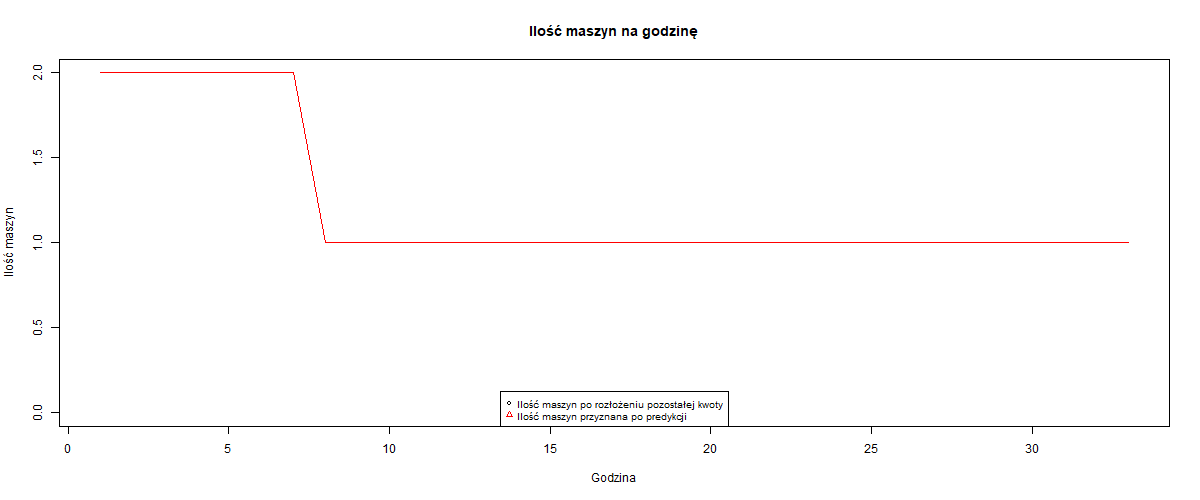 Ilość maszyn na godzinę
Ilość maszyn
2.0
1.5
1.0
0.5
0.0
Ilość maszyn po rozłożeniu pozostałej kwoty
Ilość maszyn przyznana po predykcji
0 5 10 15 20 25 30
Godzina